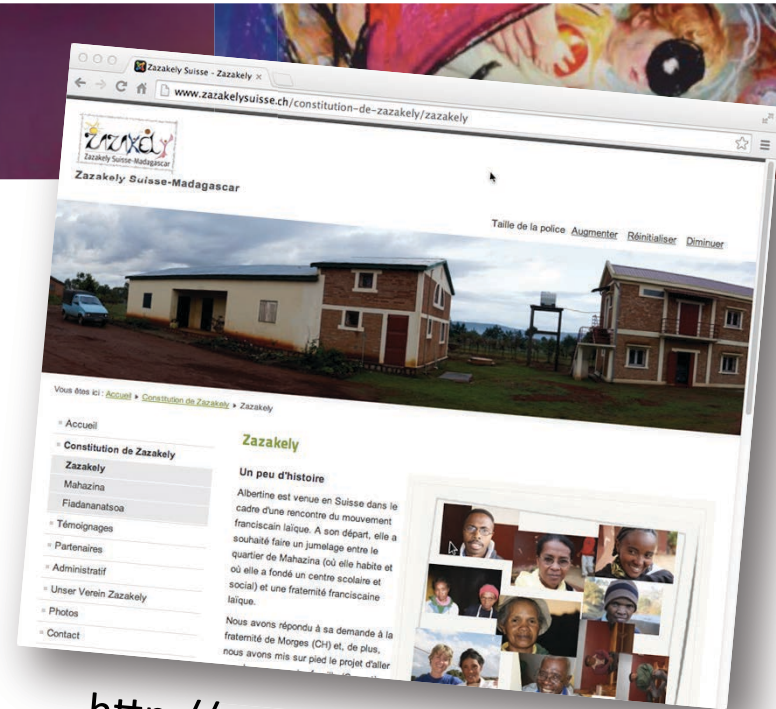 Zazakely Suisse - Zazakely ×
www.zazakelysuisse.ch/constitution-de-zazakely/zazakely
ZAZAKELY
Zazakely Suisse-Madagascar
Zazakely Suisse-Madagascar
Taille de la police Augmenter Réinitialiser Diminuer
Vous êtes ici : Accueil ▸ Constitution de Zazakely ▸ Zazakely
Accueil
Constitution de Zazakely
Zazakely
Mahazina
Fiadananatsoa
Témoignages
Partenaires
Administratif
Unser Verein Zazakely
Photos
Contact
Zazakely
Un peu d'histoire
Albertine est venue en Suisse dans le
cadre d'une rencontre du mouvement
franciscain laïque. A son départ, elle a
souhaité faire un jumelage entre le
quartier de Mahazina (où elle habite et
où elle a fondé un centre scolaire et
social) et une fraternité franciscaine
laïque.
Nous avons répondu à sa demande à la
fraternité de Morges (CH) et, de plus,
nous avons mis sur pied le projet d'aller